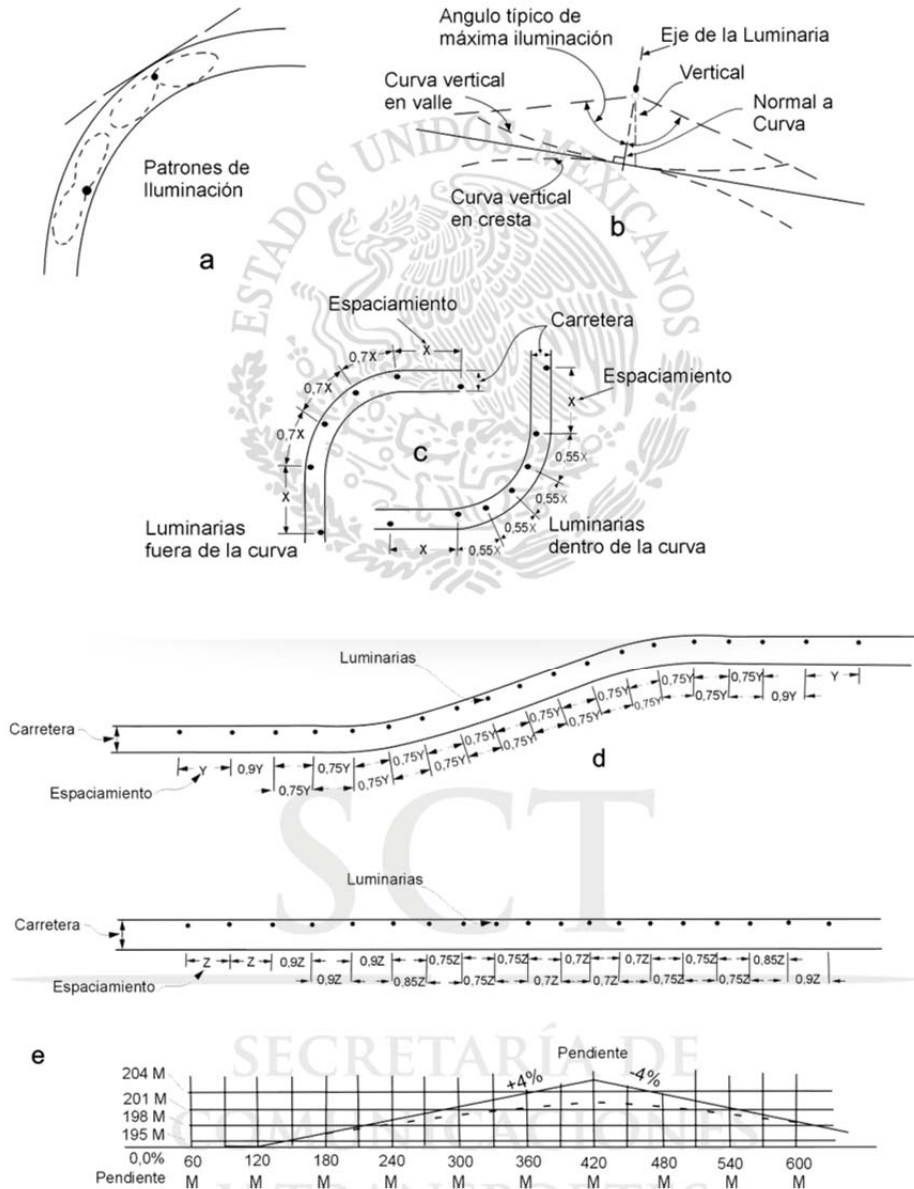 Patrones de
Iluminación
a
Angulo típico de
máxima iluminación
Eje de la Luminaria
Vertical
Normal a
Curva
Curva vertical
en valle
Curva vertical
en cresta
b
ESTADOS UNIDOS MEXICANOS
Espaciamiento
Carretera
X
0,7X
0,7X
0,7X
X
Espaciamiento
X
0,55X
0,55X
0,55X
0,55X
X
c
Luminarias
fuera de la curva
Luminarias
dentro de la curva
Luminarias
Carretera
Espaciamiento
Y 0,9Y 0,75Y 0,75Y 0,75Y 0,75Y 0,75Y 0,75Y 0,75Y 0,75Y 0,75Y
0,75Y 0,75Y 0,75Y 0,75Y 0,75Y 0,75Y 0,75Y 0,9Y Y
d
SCT
Luminarias
Carretera
Espaciamiento
Z Z 0,9Z 0,9Z 0,75Z 0,75Z 0,7Z 0,7Z 0,75Z 0,85Z
0,9Z 0,85Z 0,75Z 0,7Z 0,7Z 0,75Z 0,75Z 0,9Z
e
SECRETARÍA DE
COMUNICACIONES
Pendiente
+4% -4%
204 M
201 M
198 M
195 M
0,0% 60 120 180 240 300 360 420 480 540 600
Pendiente M M M M M M M M M M